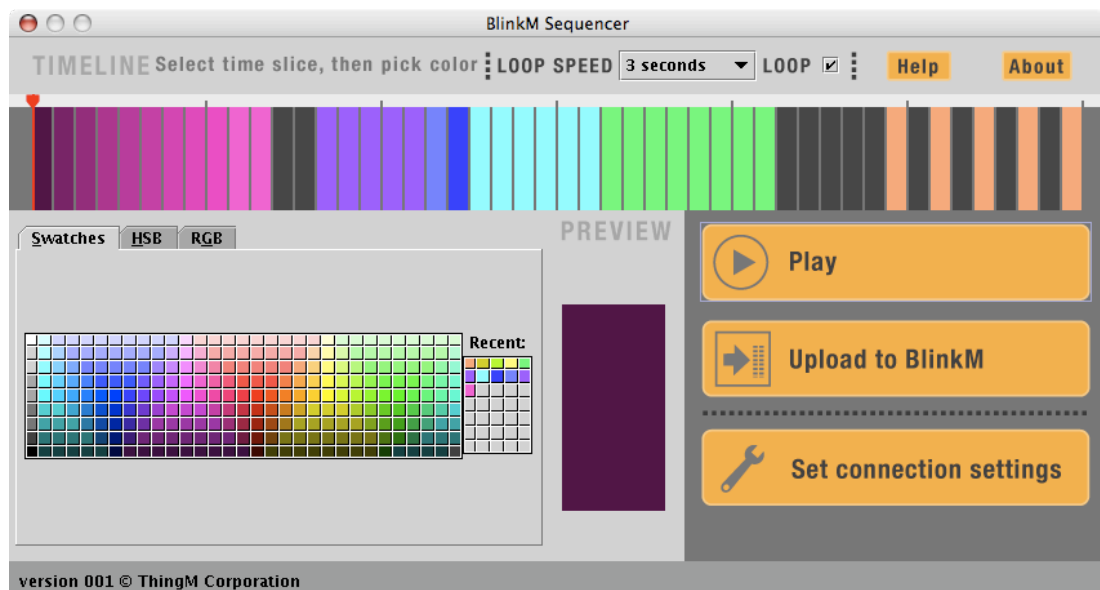 BlinkM Sequencer
TIMELINE Select time slice, then pick color LOOP SPEED 3 seconds LOOP Help About
Swatches HSB RGB
PREVIEW
Recent:
Play
Upload to BlinkM
Set connection settings
version 001 © ThingM Corporation